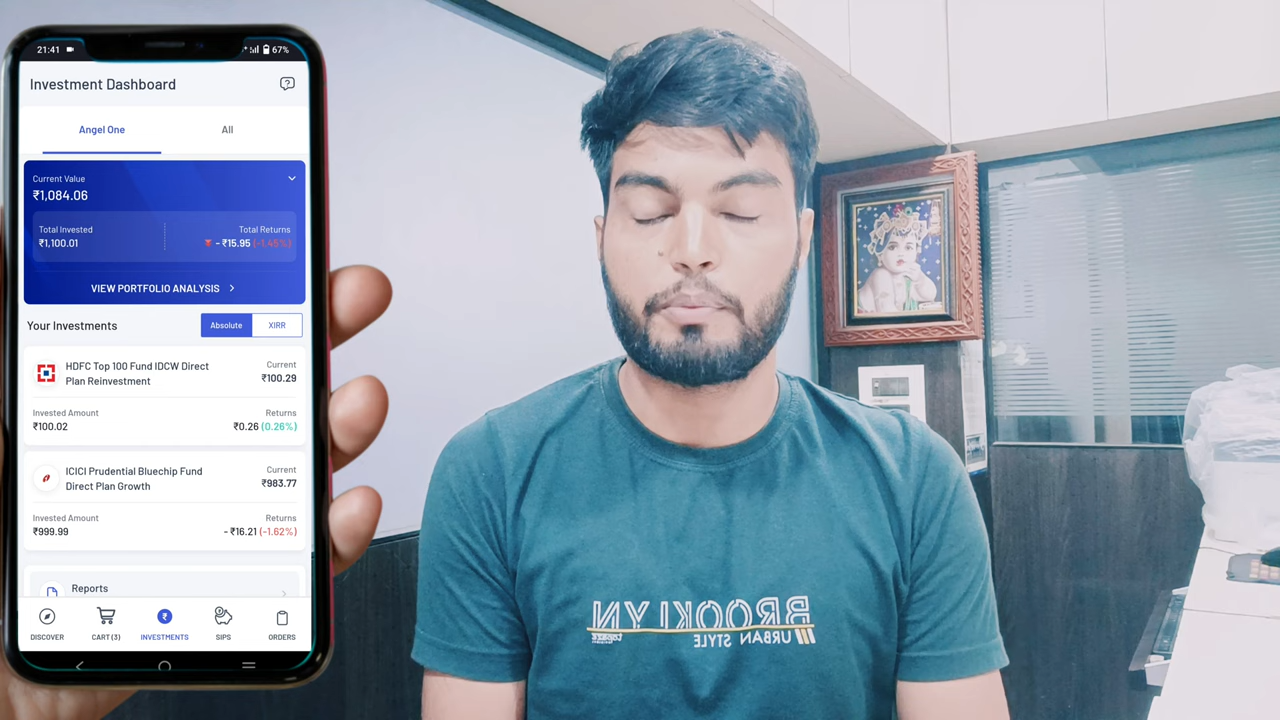 21:41
67%
Investment Dashboard
Angel One
All
Current Value
₹1,084.06
Total Invested
Total Returns
₹1,100.01
- ₹15.95 (-1.45%)
VIEW PORTFOLIO ANALYSIS
Your Investments
Absolute
XIRR
HDFC Top 100 Fund IDCW Direct
Plan Reinvestment
Current
₹100.29
Invested Amount
Returns
₹100.02
₹0.26 (0.26%)
ICICI Prudential Bluechip Fund
Direct Plan Growth
Current
₹983.77
Invested Amount
Returns
₹999.99
- ₹16.21 (-1.62%)
Reports
DISCOVER
CART (3)
INVESTMENTS
SIPS
ORDERS
BROOKLYN
URBAN STYLE